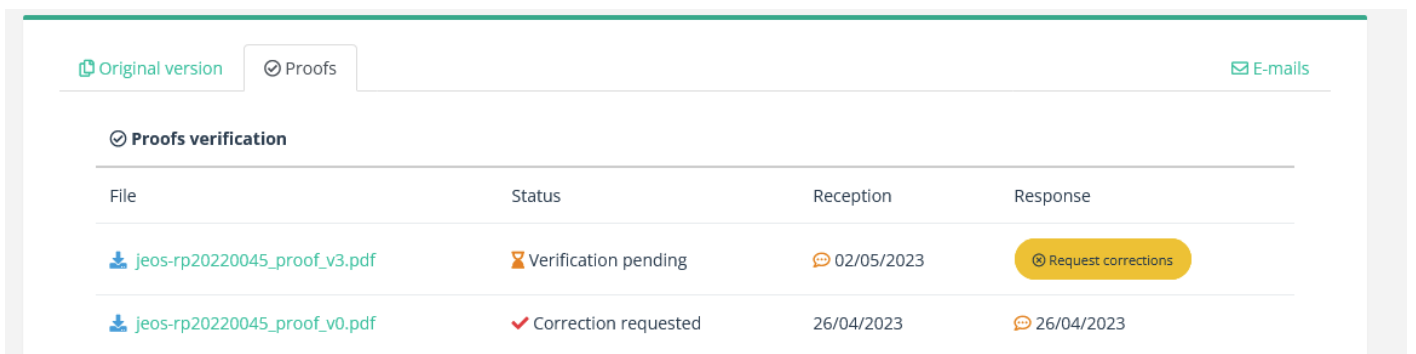 Original version Proofs E-mails
Proofs verification
File Status Reception Response
jeos-rp20220045_proof_v3.pdf Verification pending 02/05/2023 Request corrections
jeos-rp20220045_proof_v0.pdf Correction requested 26/04/2023 26/04/2023